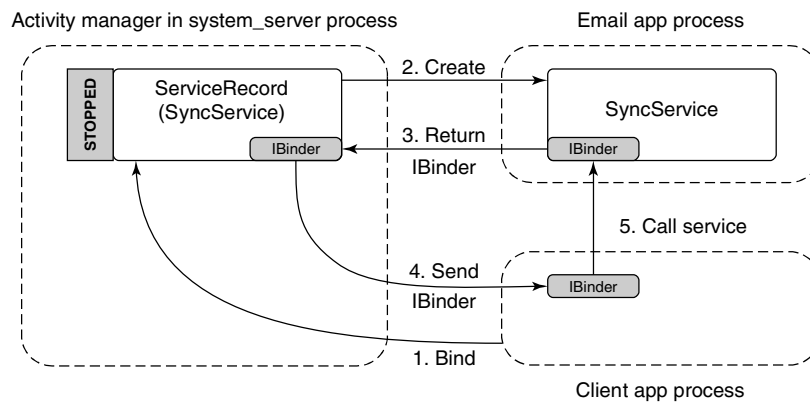 Activity manager in system_server process
Email app process
STOPPED
ServiceRecord
(SyncService)
IBinder
2. Create
SyncService
3. Return
IBinder
IBinder
5. Call service
4. Send
IBinder
IBinder
1. Bind
Client app process